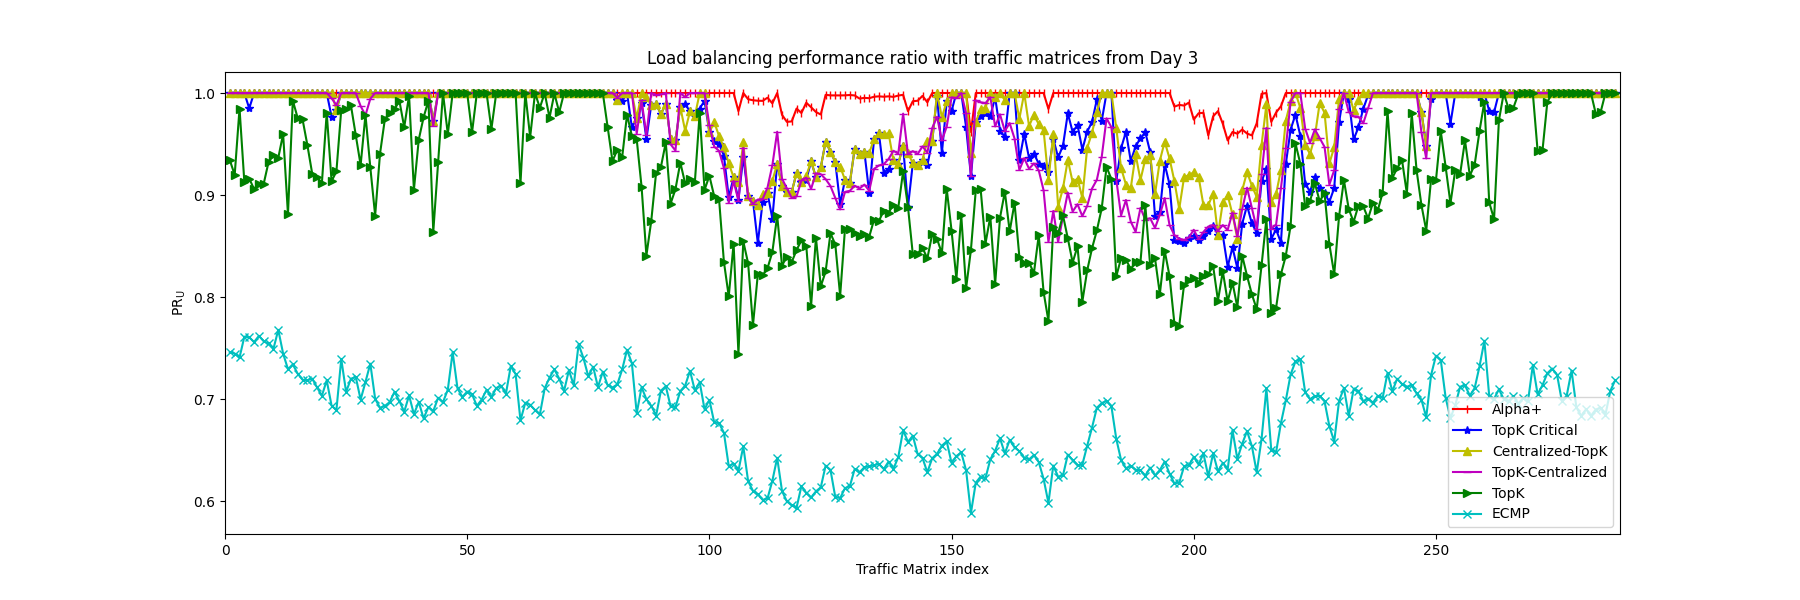 Load balancing performance ratio with traffic matrices from Day 3
1.0
0.9
0.8
0.7
0.6
PR_U
0
50
100
150
200
250
Traffic Matrix index
Alpha+
TopK Critical
Centralized-TopK
TopK-Centralized
TopK
ECMP